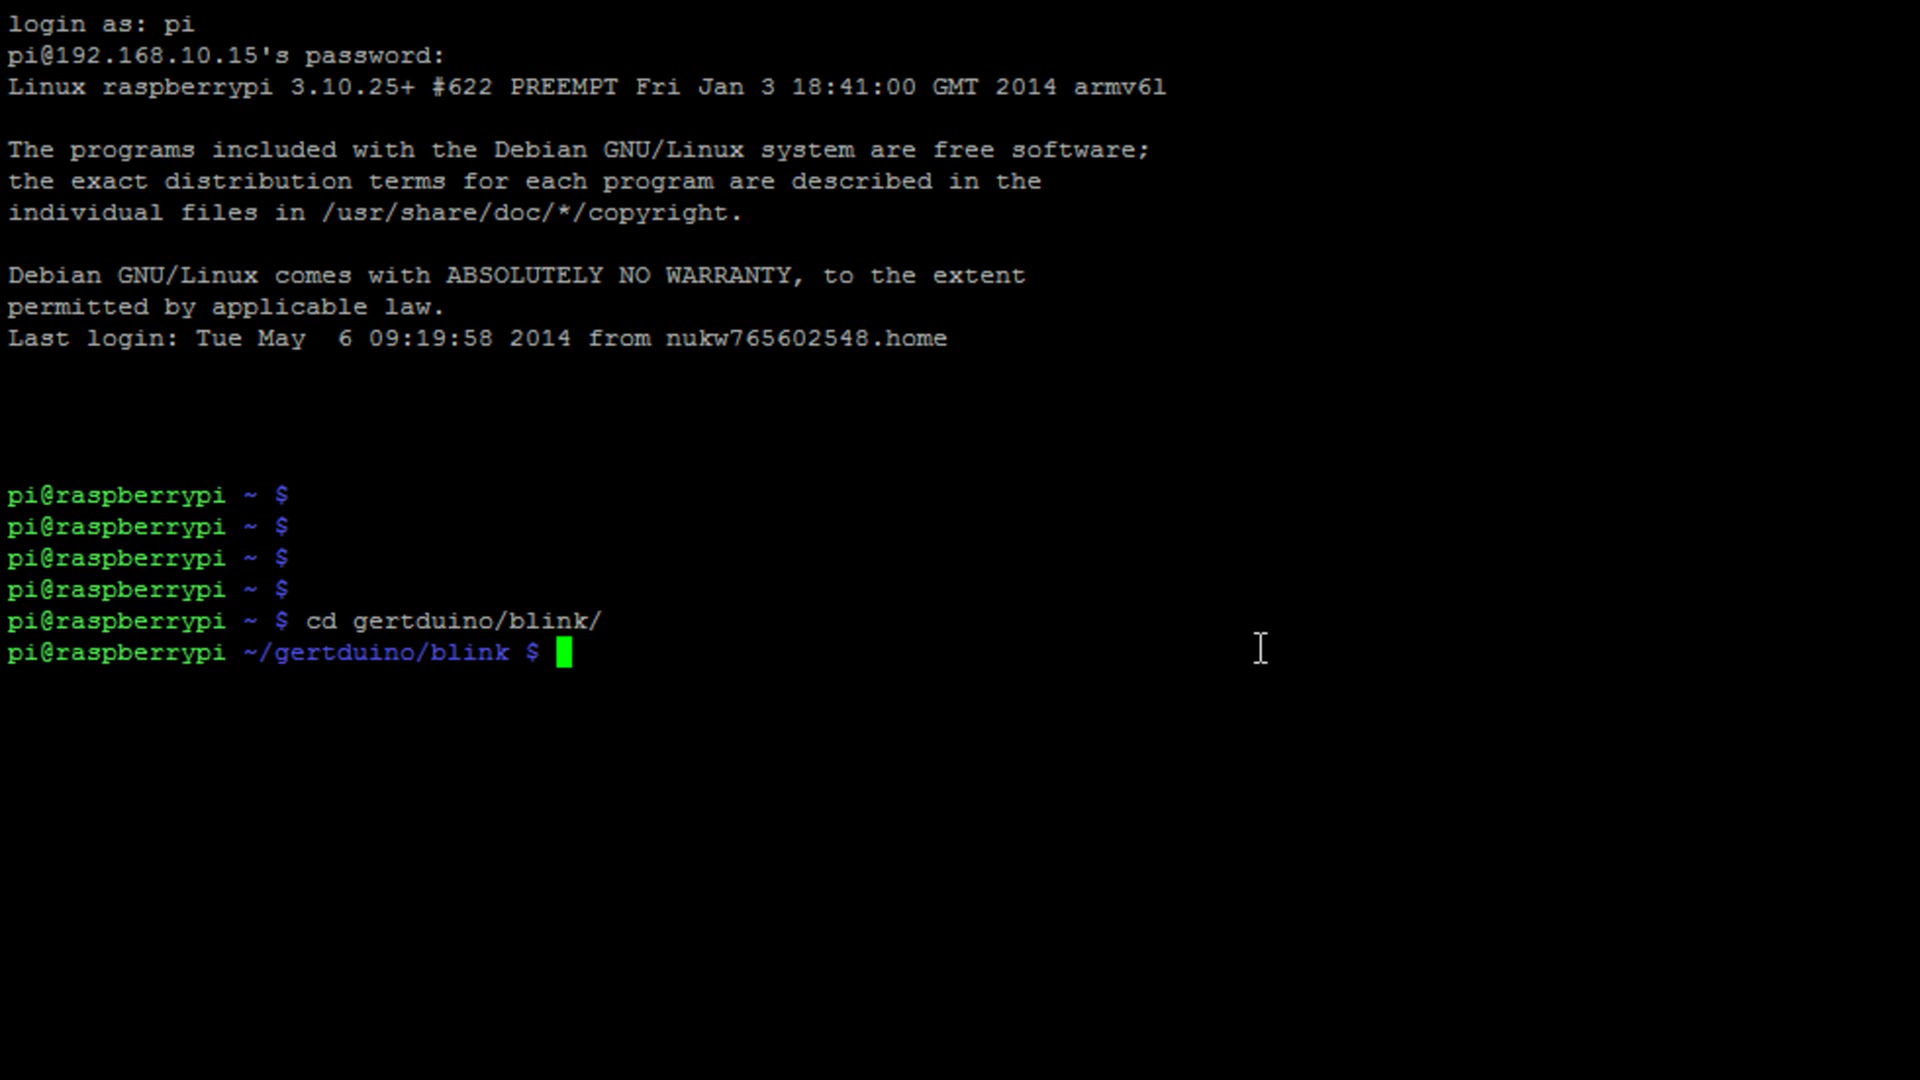 login as: pi
pi@192.168.10.15's password:
Linux raspberrypi 3.10.25+ #622 PREEMPT Fri Jan 3 18:41:00 GMT 2014 armv6l
The programs included with the Debian GNU/Linux system are free software;
the exact distribution terms for each program are described in the
individual files in /usr/share/doc/*/copyright.
Debian GNU/Linux comes with ABSOLUTELY NO WARRANTY, to the extent
permitted by applicable law.
Last login: Tue May  6 09:19:58 2014 from nukw765602548.home
pi@raspberrypi ~ $
pi@raspberrypi ~ $
pi@raspberrypi ~ $
pi@raspberrypi ~ $
pi@raspberrypi ~ $ cd gertduino/blink/
pi@raspberrypi ~/gertduino/blink $